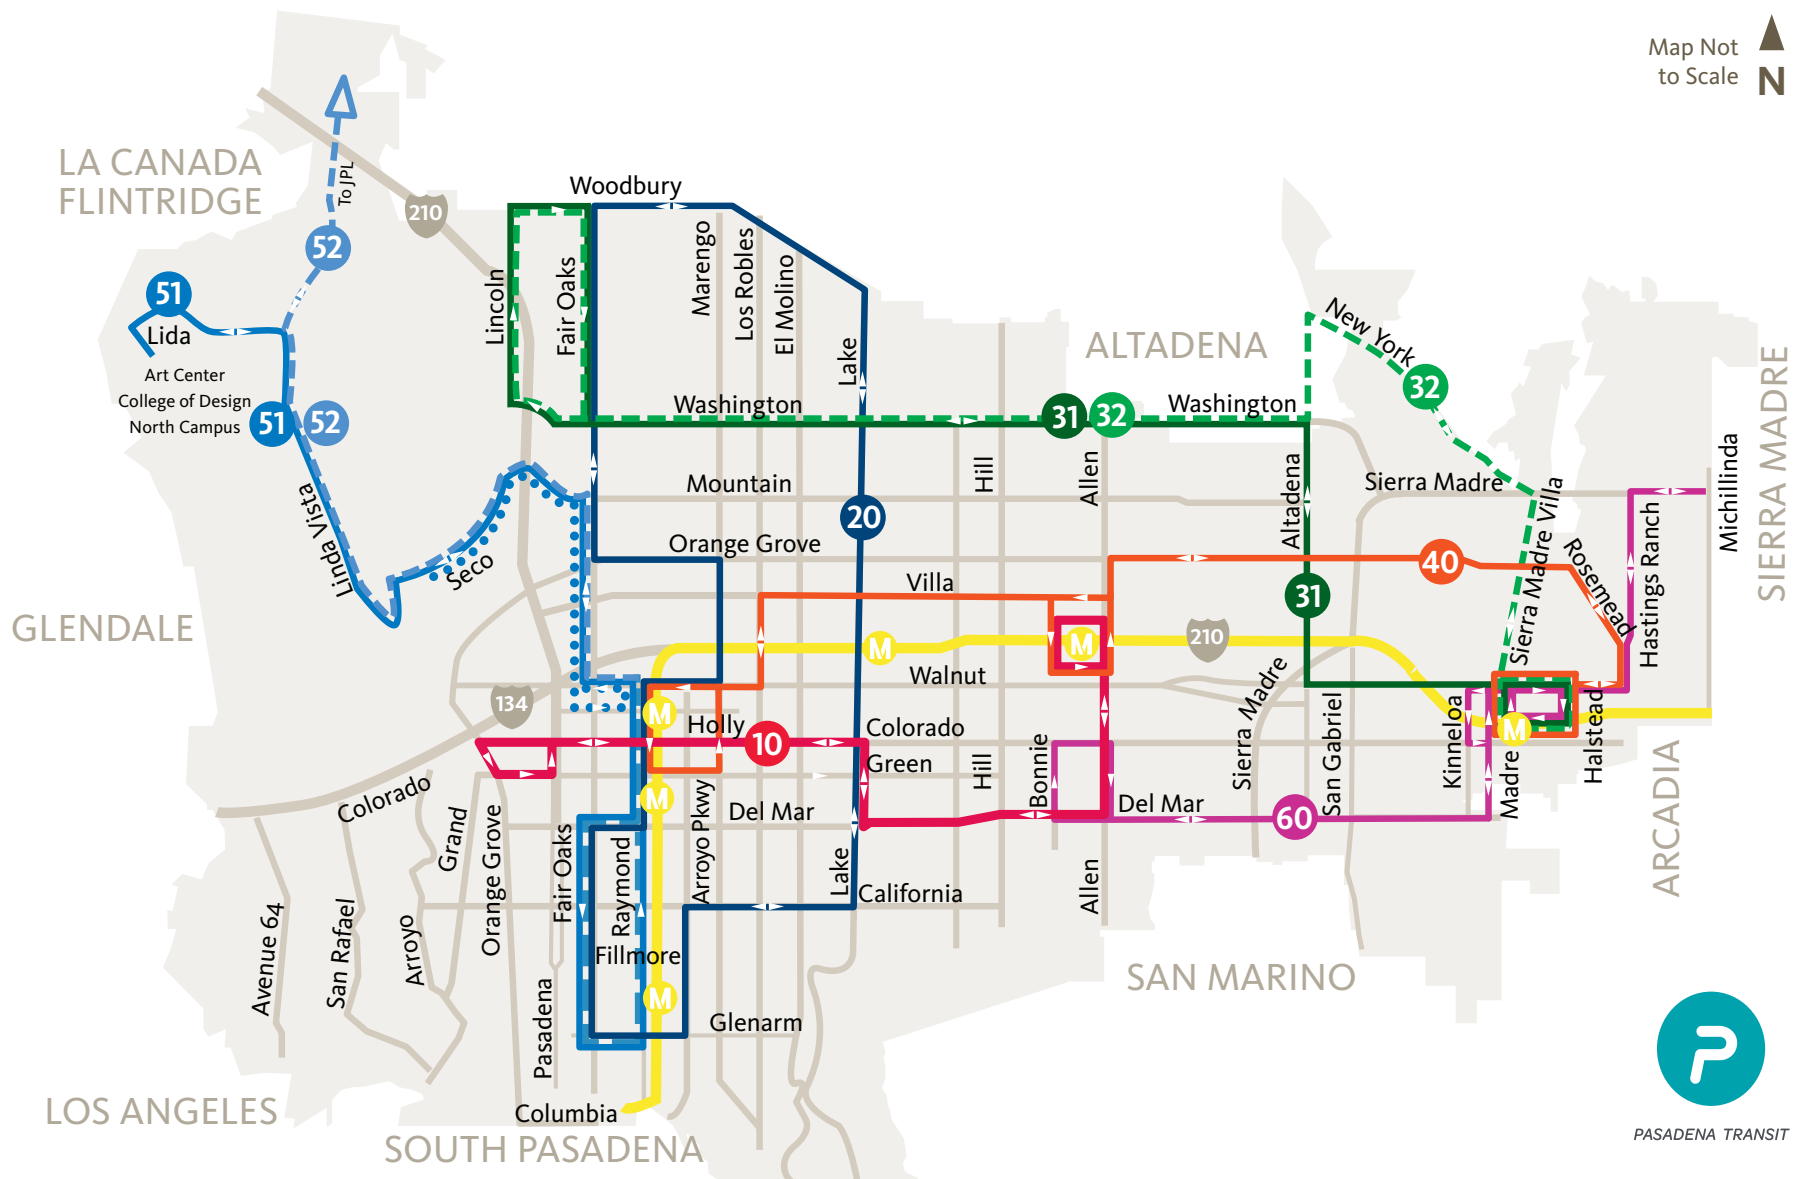 Map Not
to Scale
N
LA CANADA
FLINTRIDGE
To JPL
210
52
51
Lida
Art Center
College of Design
North Campus
51
52
Woodbury
Lincoln
Fair Oaks
Marengo
Los Robles
El Molino
Lake
ALTADENA
New York
32
SIERRA MADRE
Washington
31
32
Washington
Mountain
Hill
Allen
Altadena
Sierra Madre
Sierra Madre Villa
Michillinda
Linda Vista
Seco
20
Orange Grove
40
Rosemead
Hastings Ranch
Villa
31
GLENDALE
M
M
210
Walnut
134
M
Holly
10
Colorado
Green
Sierra Madre
San Gabriel
Kinneloa
M
Halstead
Colorado
M
Del Mar
Hill
Bonnie
Del Mar
60
Madre
ARCADIA
Grand
Orange Grove
Fair Oaks
Raymond
Arroyo Pkwy
Lake
California
Allen
Avenue 64
San Rafael
Arroyo
Fillmore
M
Pasadena
Glenarm
SAN MARINO
P
LOS ANGELES
Columbia
SOUTH PASADENA
PASADENA TRANSIT